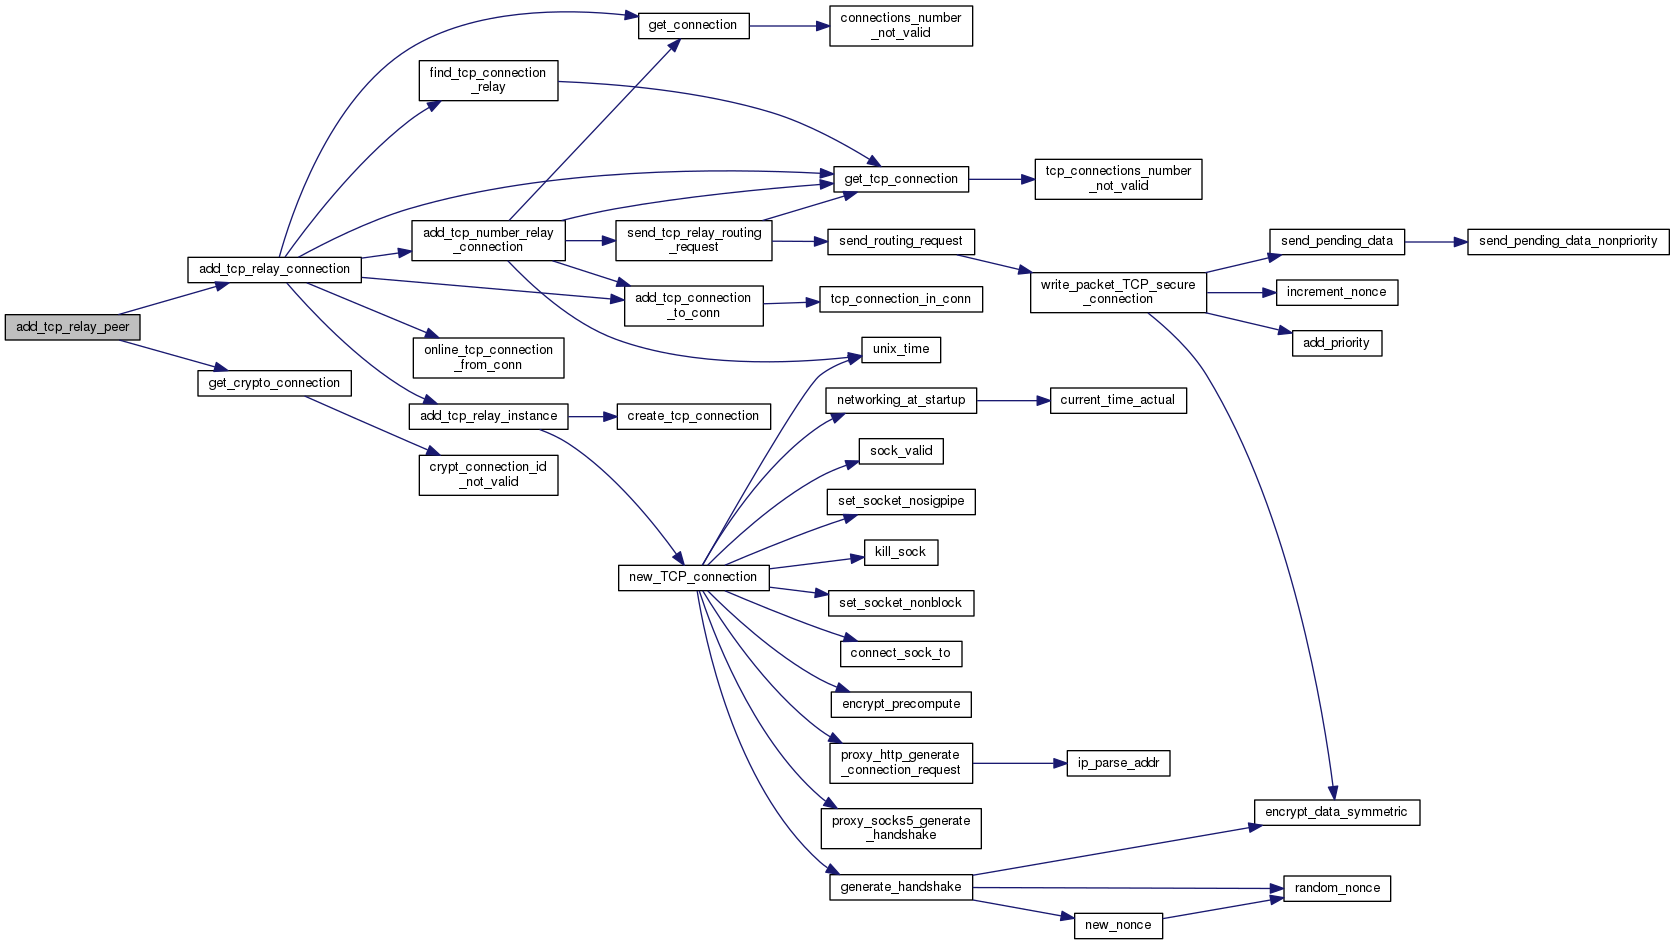 get_connection
connections_number
_not_valid
find_tcp_connection
_relay
get_tcp_connection
tcp_connections_number
_not_valid
add_tcp_number_relay
_connection
send_tcp_relay_routing
_request
send_routing_request
send_pending_data
send_pending_data_nonpriority
add_tcp_relay_connection
write_packet_TCP_secure
_connection
increment_nonce
add_tcp_connection
_to_conn
tcp_connection_in_conn
add_tcp_relay_peer
add_priority
online_tcp_connection
_from_conn
unix_time
get_crypto_connection
networking_at_startup
current_time_actual
add_tcp_relay_instance
create_tcp_connection
sock_valid
crypt_connection_id
_not_valid
set_socket_nosigpipe
kill_sock
new_TCP_connection
set_socket_nonblock
connect_sock_to
encrypt_precompute
proxy_http_generate
_connection_request
ip_parse_addr
proxy_socks5_generate
_handshake
encrypt_data_symmetric
generate_handshake
random_nonce
new_nonce